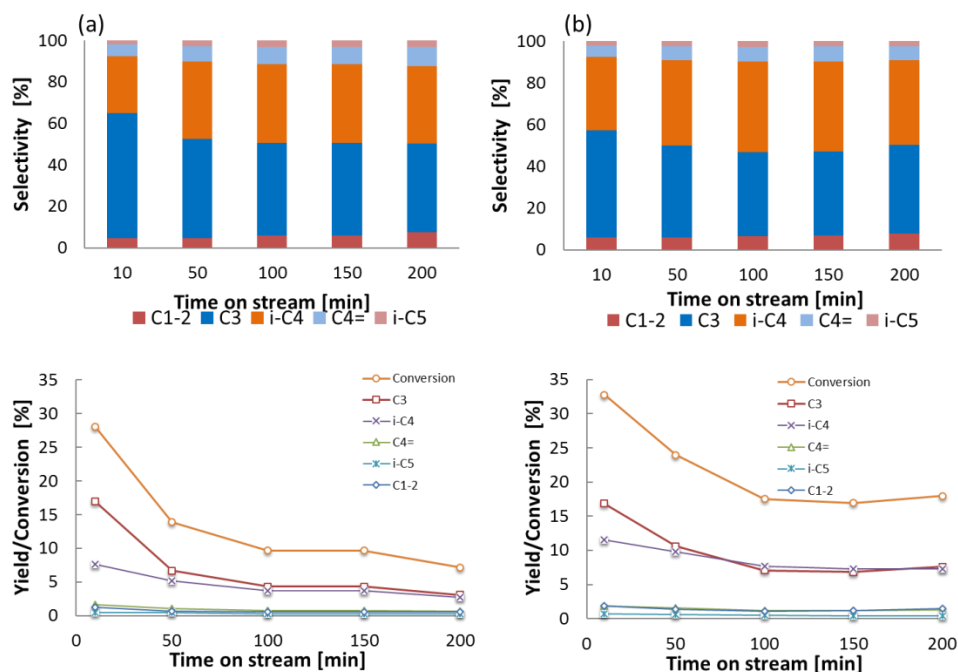 (a)
Selectivity [%]
100
80
60
40
20
0
10 50 100 150 200
Time on stream [min]
C1-2 C3 i-C4 C4= i-C5
(b)
Selectivity [%]
100
80
60
40
20
0
10 50 100 150 200
Time on stream [min]
C1-2 C3 i-C4 C4= i-C5
Yield/Conversion [%]
35
30
25
20
15
10
5
0
0 50 100 150 200
Time on stream [min]
Conversion
C3
i-C4
C4=
i-C5
C1-2
Yield/Conversion [%]
35
30
25
20
15
10
5
0
0 50 100 150 200
Time on stream [min]
Conversion
C3
i-C4
C4=
i-C5
C1-2